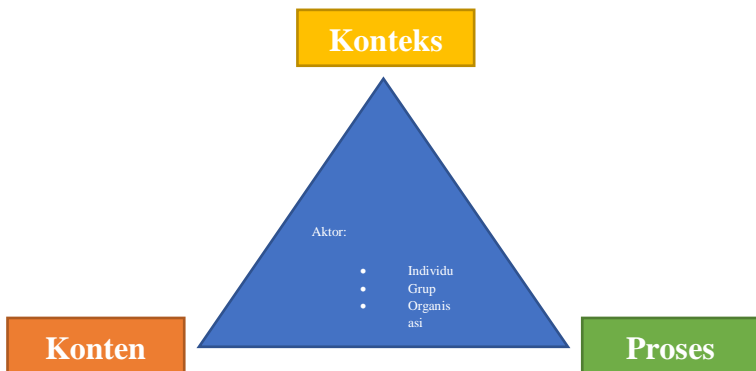 Konteks
Aktor:
• Individu
• Grup
• Organis
asi
Konten
Proses